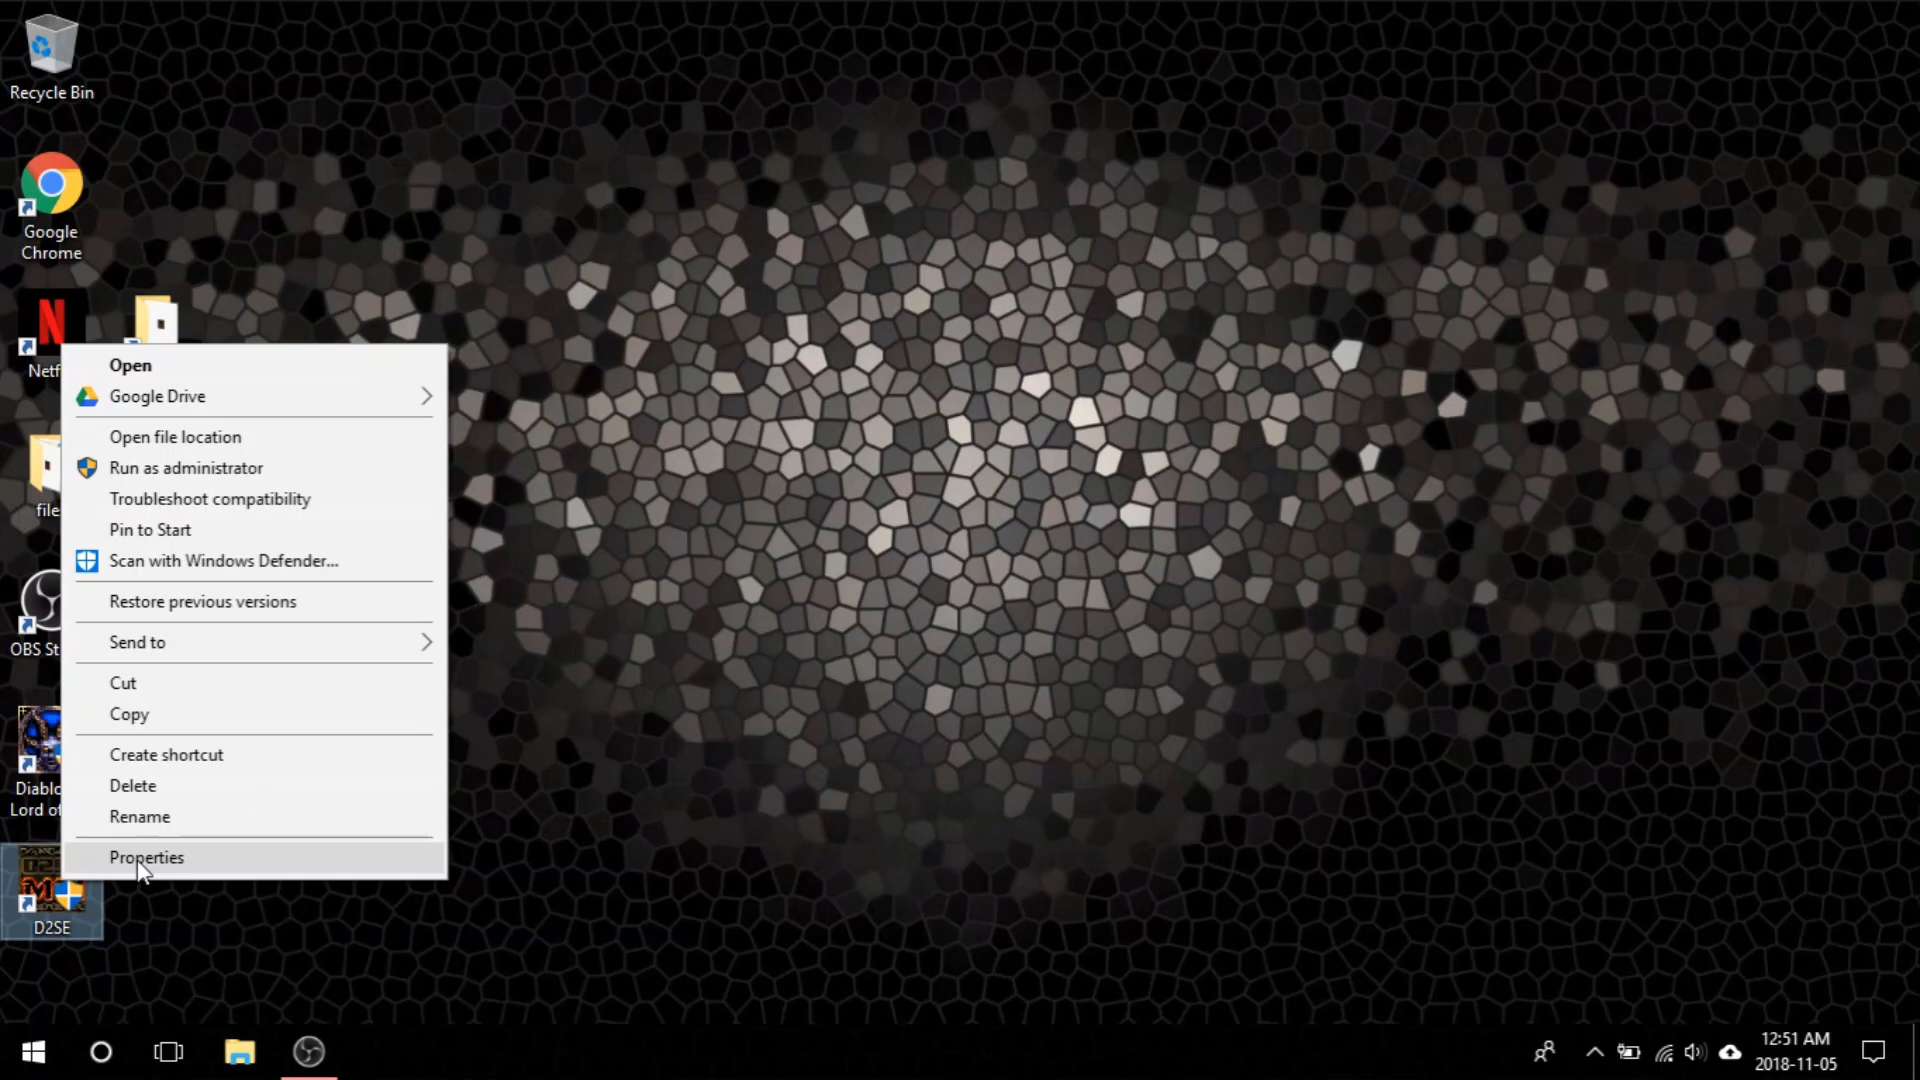 Recycle Bin
Google
Chrome
Netf
file
OBS St
Diablo
Lord of
D2SE
Open
Google Drive
Open file location
Run as administrator
Troubleshoot compatibility
Pin to Start
Scan with Windows Defender...
Restore previous versions
Send to
Cut
Copy
Create shortcut
Delete
Rename
Properties
12:51 AM
2018-11-05